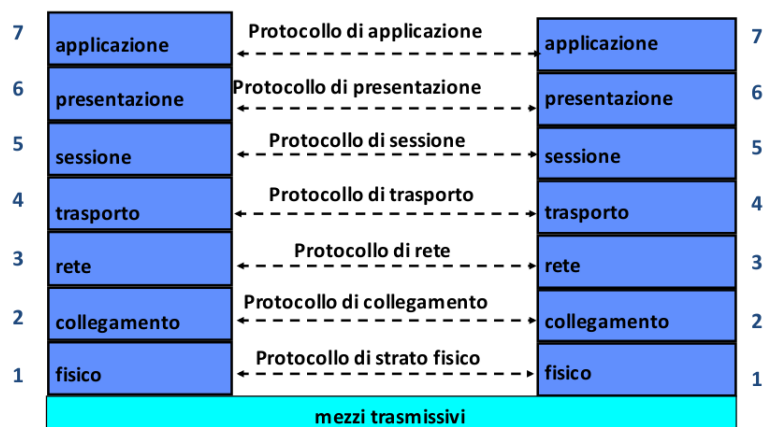 7 applicazione Protocollo di applicazione applicazione 7
6 presentazione Protocollo di presentazione presentazione 6
5 sessione Protocollo di sessione sessione 5
4 trasporto Protocollo di trasporto trasporto 4
3 rete Protocollo di rete rete 3
2 collegamento Protocollo di collegamento collegamento 2
1 fisico Protocollo di strato fisico fisico 1
mezzi trasmissivi